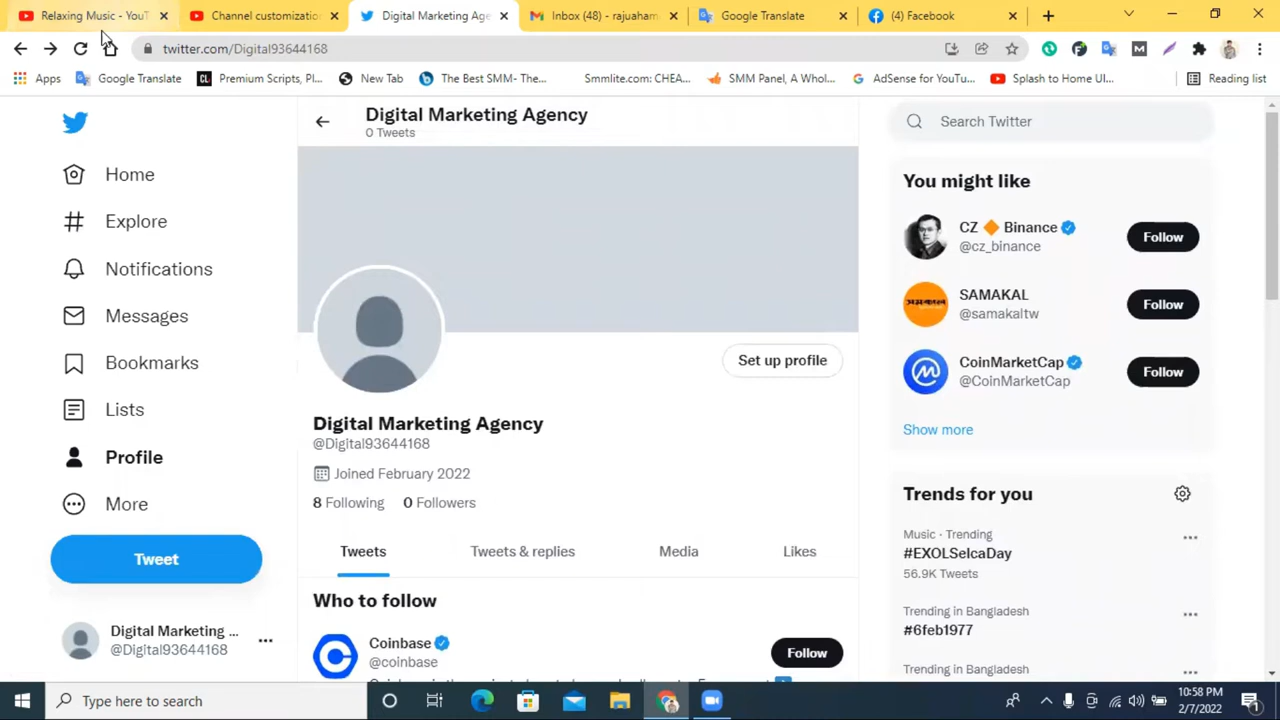 Relaxing Music - YouT
Channel customizatio
Digital Marketing Age
Inbox (48) - rajuaham
Google Translate
(4) Facebook
twitter.com/Digital93644168
Apps
Google Translate
Premium Scripts, Pl...
New Tab
The Best SMM- The...
Smmlite.com: CHEA...
SMM Panel, A Whol...
AdSense for YouTu...
Splash to Home UI...
Reading list
Digital Marketing Agency
0 Tweets
Search Twitter
Home
Explore
Notifications
Messages
Bookmarks
Lists
Profile
More
Tweet
Digital Marketing ...
@Digital93644168
Set up profile
Digital Marketing Agency
@Digital93644168
Joined February 2022
8 Following 0 Followers
Tweets
Tweets & replies
Media
Likes
Who to follow
Coinbase
@coinbase
Follow
You might like
CZ 🔶 Binance
@cz_binance
Follow
SAMAKAL
@samakaltw
Follow
CoinMarketCap
@CoinMarketCap
Follow
Show more
Trends for you
Music · Trending
#EXOLSelcaDay
56.9K Tweets
Trending in Bangladesh
#6feb1977
Trending in Bangladesh
Type here to search
10:58 PM
2/7/2022